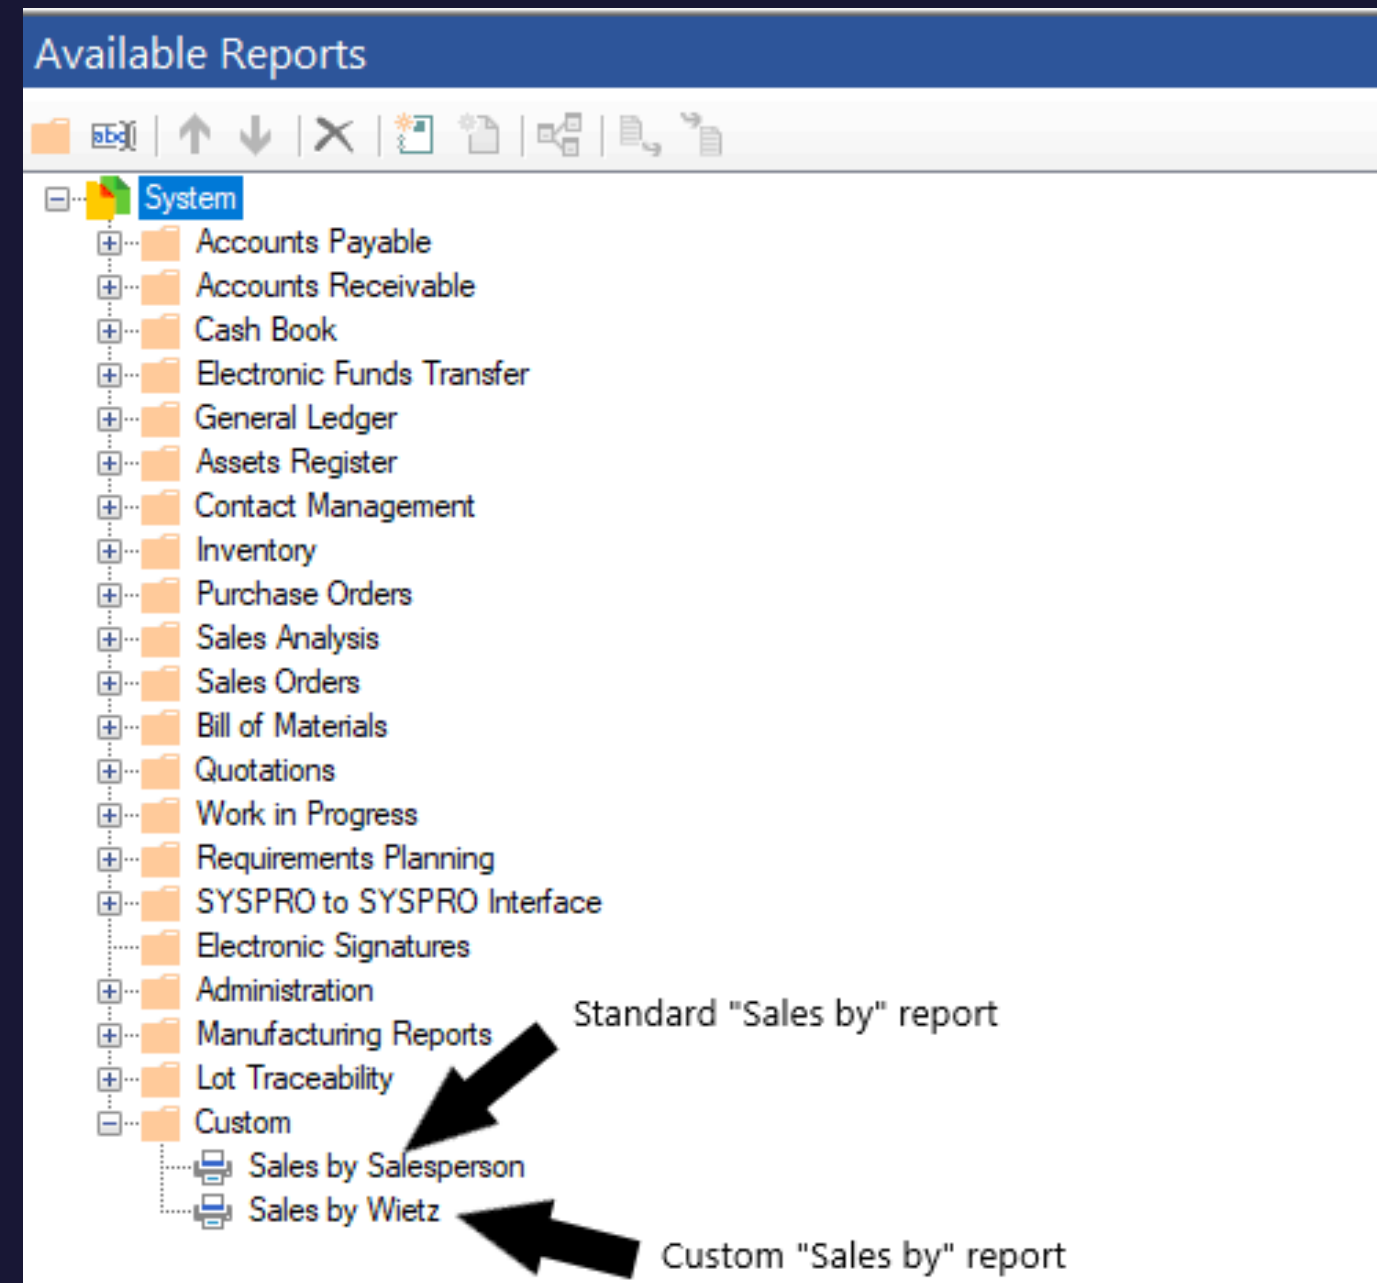 Available Reports
abc
System
Accounts Payable
Accounts Receivable
Cash Book
Electronic Funds Transfer
General Ledger
Assets Register
Contact Management
Inventory
Purchase Orders
Sales Analysis
Sales Orders
Bill of Materials
Quotations
Work in Progress
Requirements Planning
SYSPRO to SYSPRO Interface
Electronic Signatures
Administration
Standard "Sales by" report
Manufacturing Reports
Lot Traceability
Custom
Sales by Salesperson
Sales by Wietz
Custom "Sales by" report